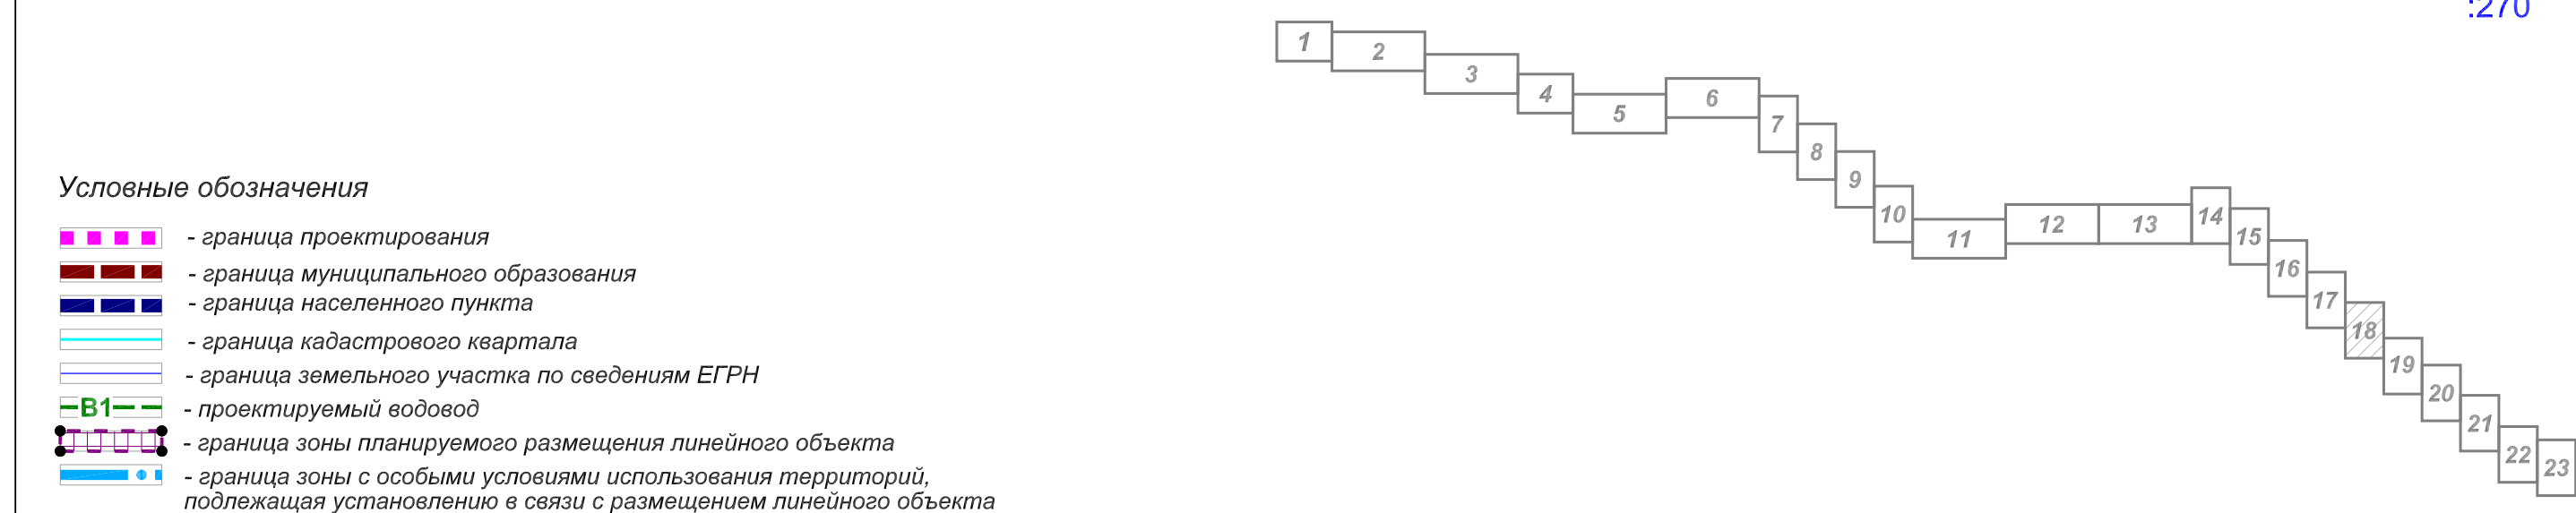 :270
1
2
3
4
5
6
7
8
9
10
11
12
13
14
15
16
17
18
19
20
21
22
23
Условные обозначения
- граница проектирования
- граница муниципального образования
- граница населенного пункта
- граница кадастрового квартала
- граница земельного участка по сведениям ЕГРН
В1
- проектируемый водовод
- граница зоны планируемого размещения линейного объекта
- граница зоны с особыми условиями использования территорий,
подлежащая установлению в связи с размещением линейного объекта